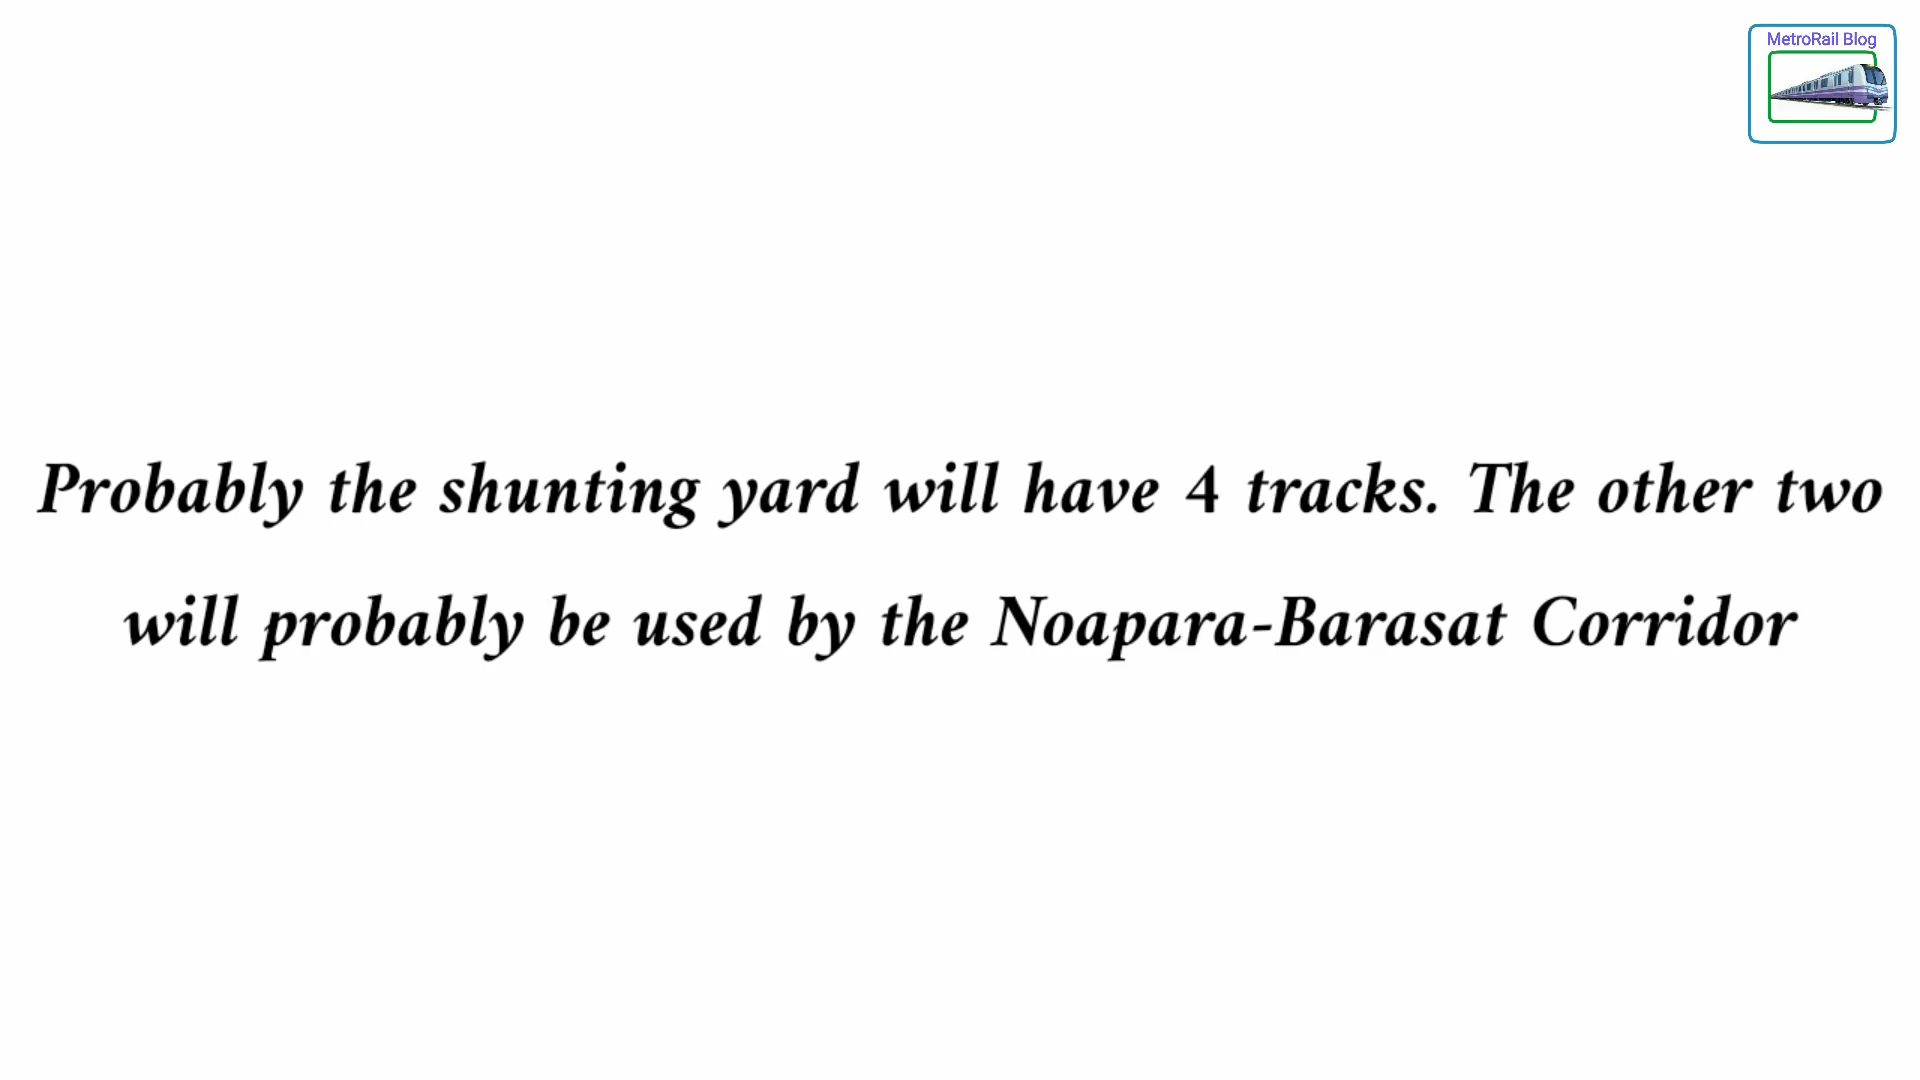 MetroRail Blog
Probably the shunting yard will have 4 tracks. The other two
will probably be used by the Noapara-Barasat Corridor